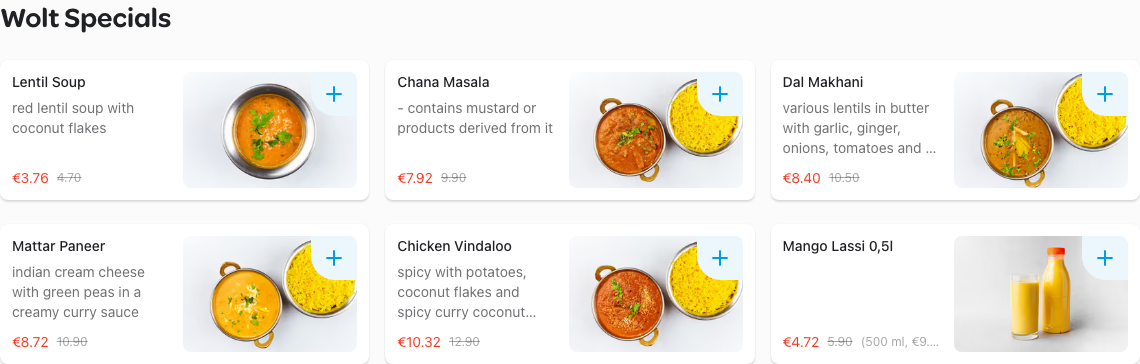 Wolt Specials
Lentil Soup
red lentil soup with
coconut flakes
€3.76 4.70
Chana Masala
- contains mustard or
products derived from it
€7.92 9.90
Dal Makhani
various lentils in butter
with garlic, ginger,
onions, tomatoes and ...
€8.40 10.50
Mattar Paneer
indian cream cheese
with green peas in a
creamy curry sauce
€8.72 10.90
Chicken Vindaloo
spicy with potatoes,
coconut flakes and
spicy curry coconut...
€10.32 12.90
Mango Lassi 0,5l
€4.72 5.90 (500 ml, €9....